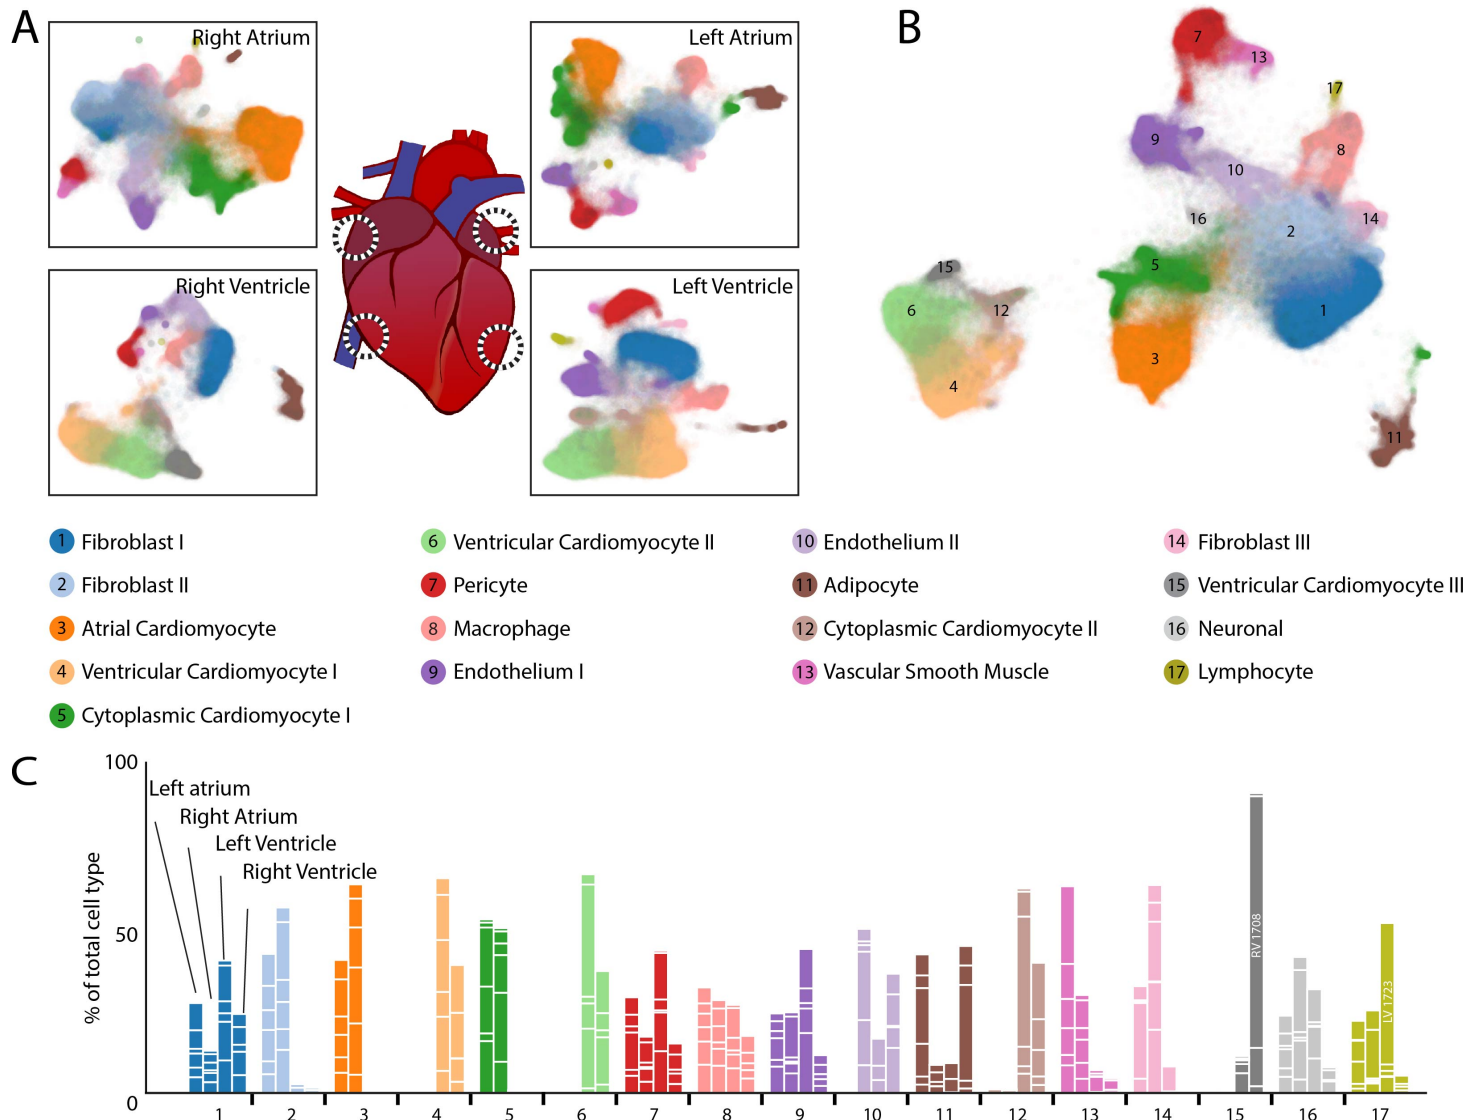 A
Right Atrium
Left Atrium
Right Ventricle
Left Ventricle
B
7
13
17
9
8
10
16
14
2
5
15
6
12
1
3
4
11
1 Fibroblast I
2 Fibroblast II
3 Atrial Cardiomyocyte
4 Ventricular Cardiomyocyte I
5 Cytoplasmic Cardiomyocyte I
6 Ventricular Cardiomyocyte II
7 Pericyte
8 Macrophage
9 Endothelium I
10 Endothelium II
11 Adipocyte
12 Cytoplasmic Cardiomyocyte II
13 Vascular Smooth Muscle
14 Fibroblast III
15 Ventricular Cardiomyocyte III
16 Neuronal
17 Lymphocyte
C
% of total cell type
100
50
0
Left atrium
Right Atrium
Left Ventricle
Right Ventricle
RV 1708
LV 1723
1 2 3 4 5 6 7 8 9 10 11 12 13 14 15 16 17